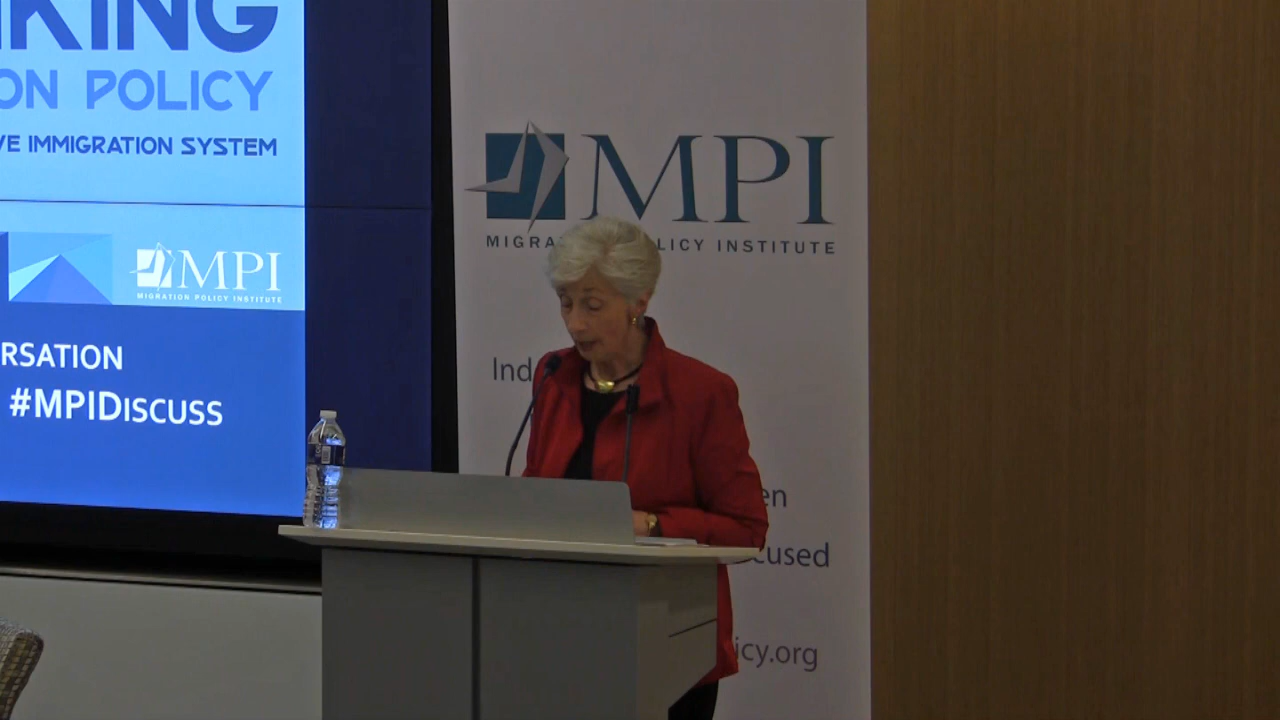 KING
ON POLICY
VE IMMIGRATION SYSTEM
MPI
MIGRATION POLICY INSTITUTE
RSATION
#MPIDISCUSS
MPI
MIGRA LICY INSTITUTE
Ind
en
cused
icy.org